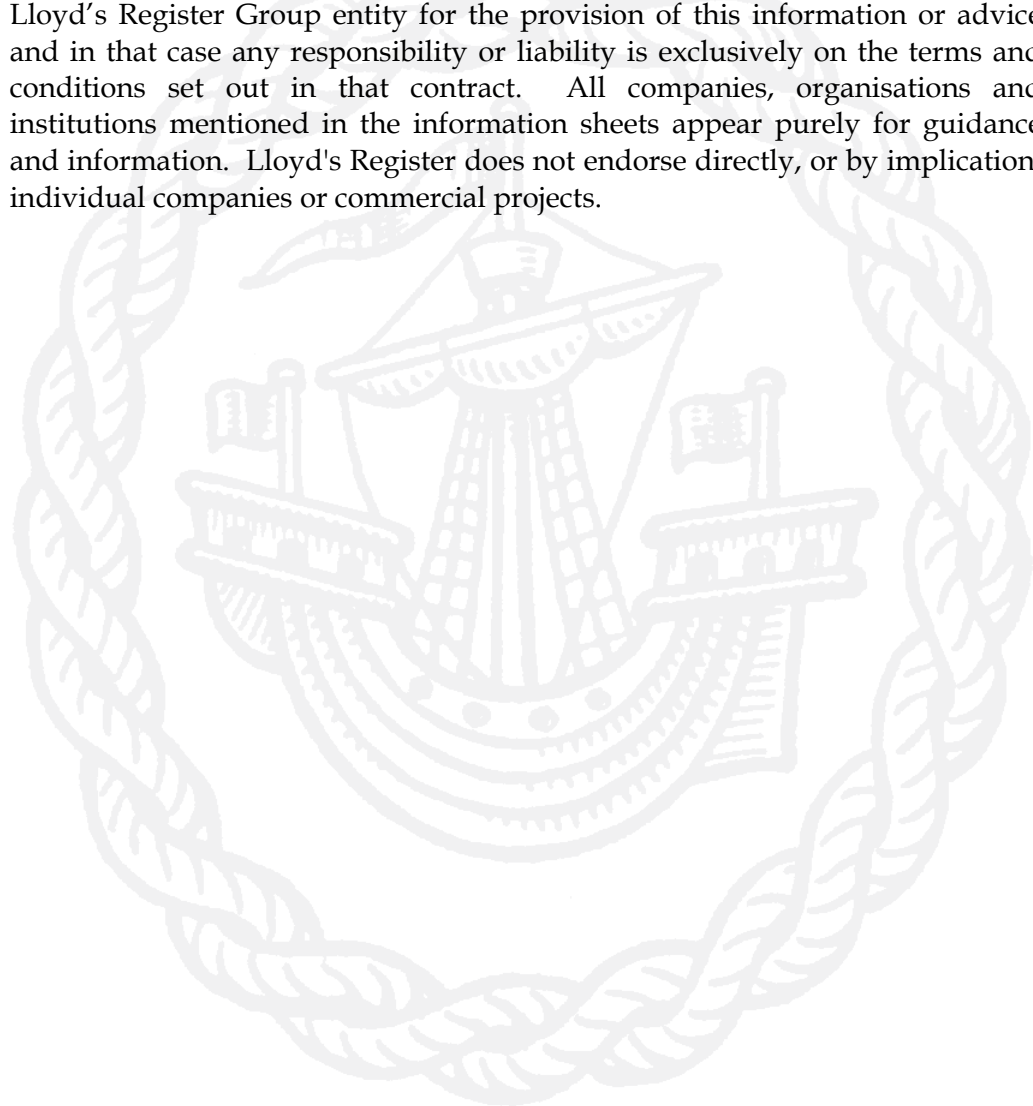 Lloyd’s Register Group entity for the provision of this information or advice
and in that case any responsibility or liability is exclusively on the terms and
conditions set out in that contract. All companies, organisations and
institutions mentioned in the information sheets appear purely for guidance
and information. Lloyd's Register does not endorse directly, or by implication
individual companies or commercial projects.